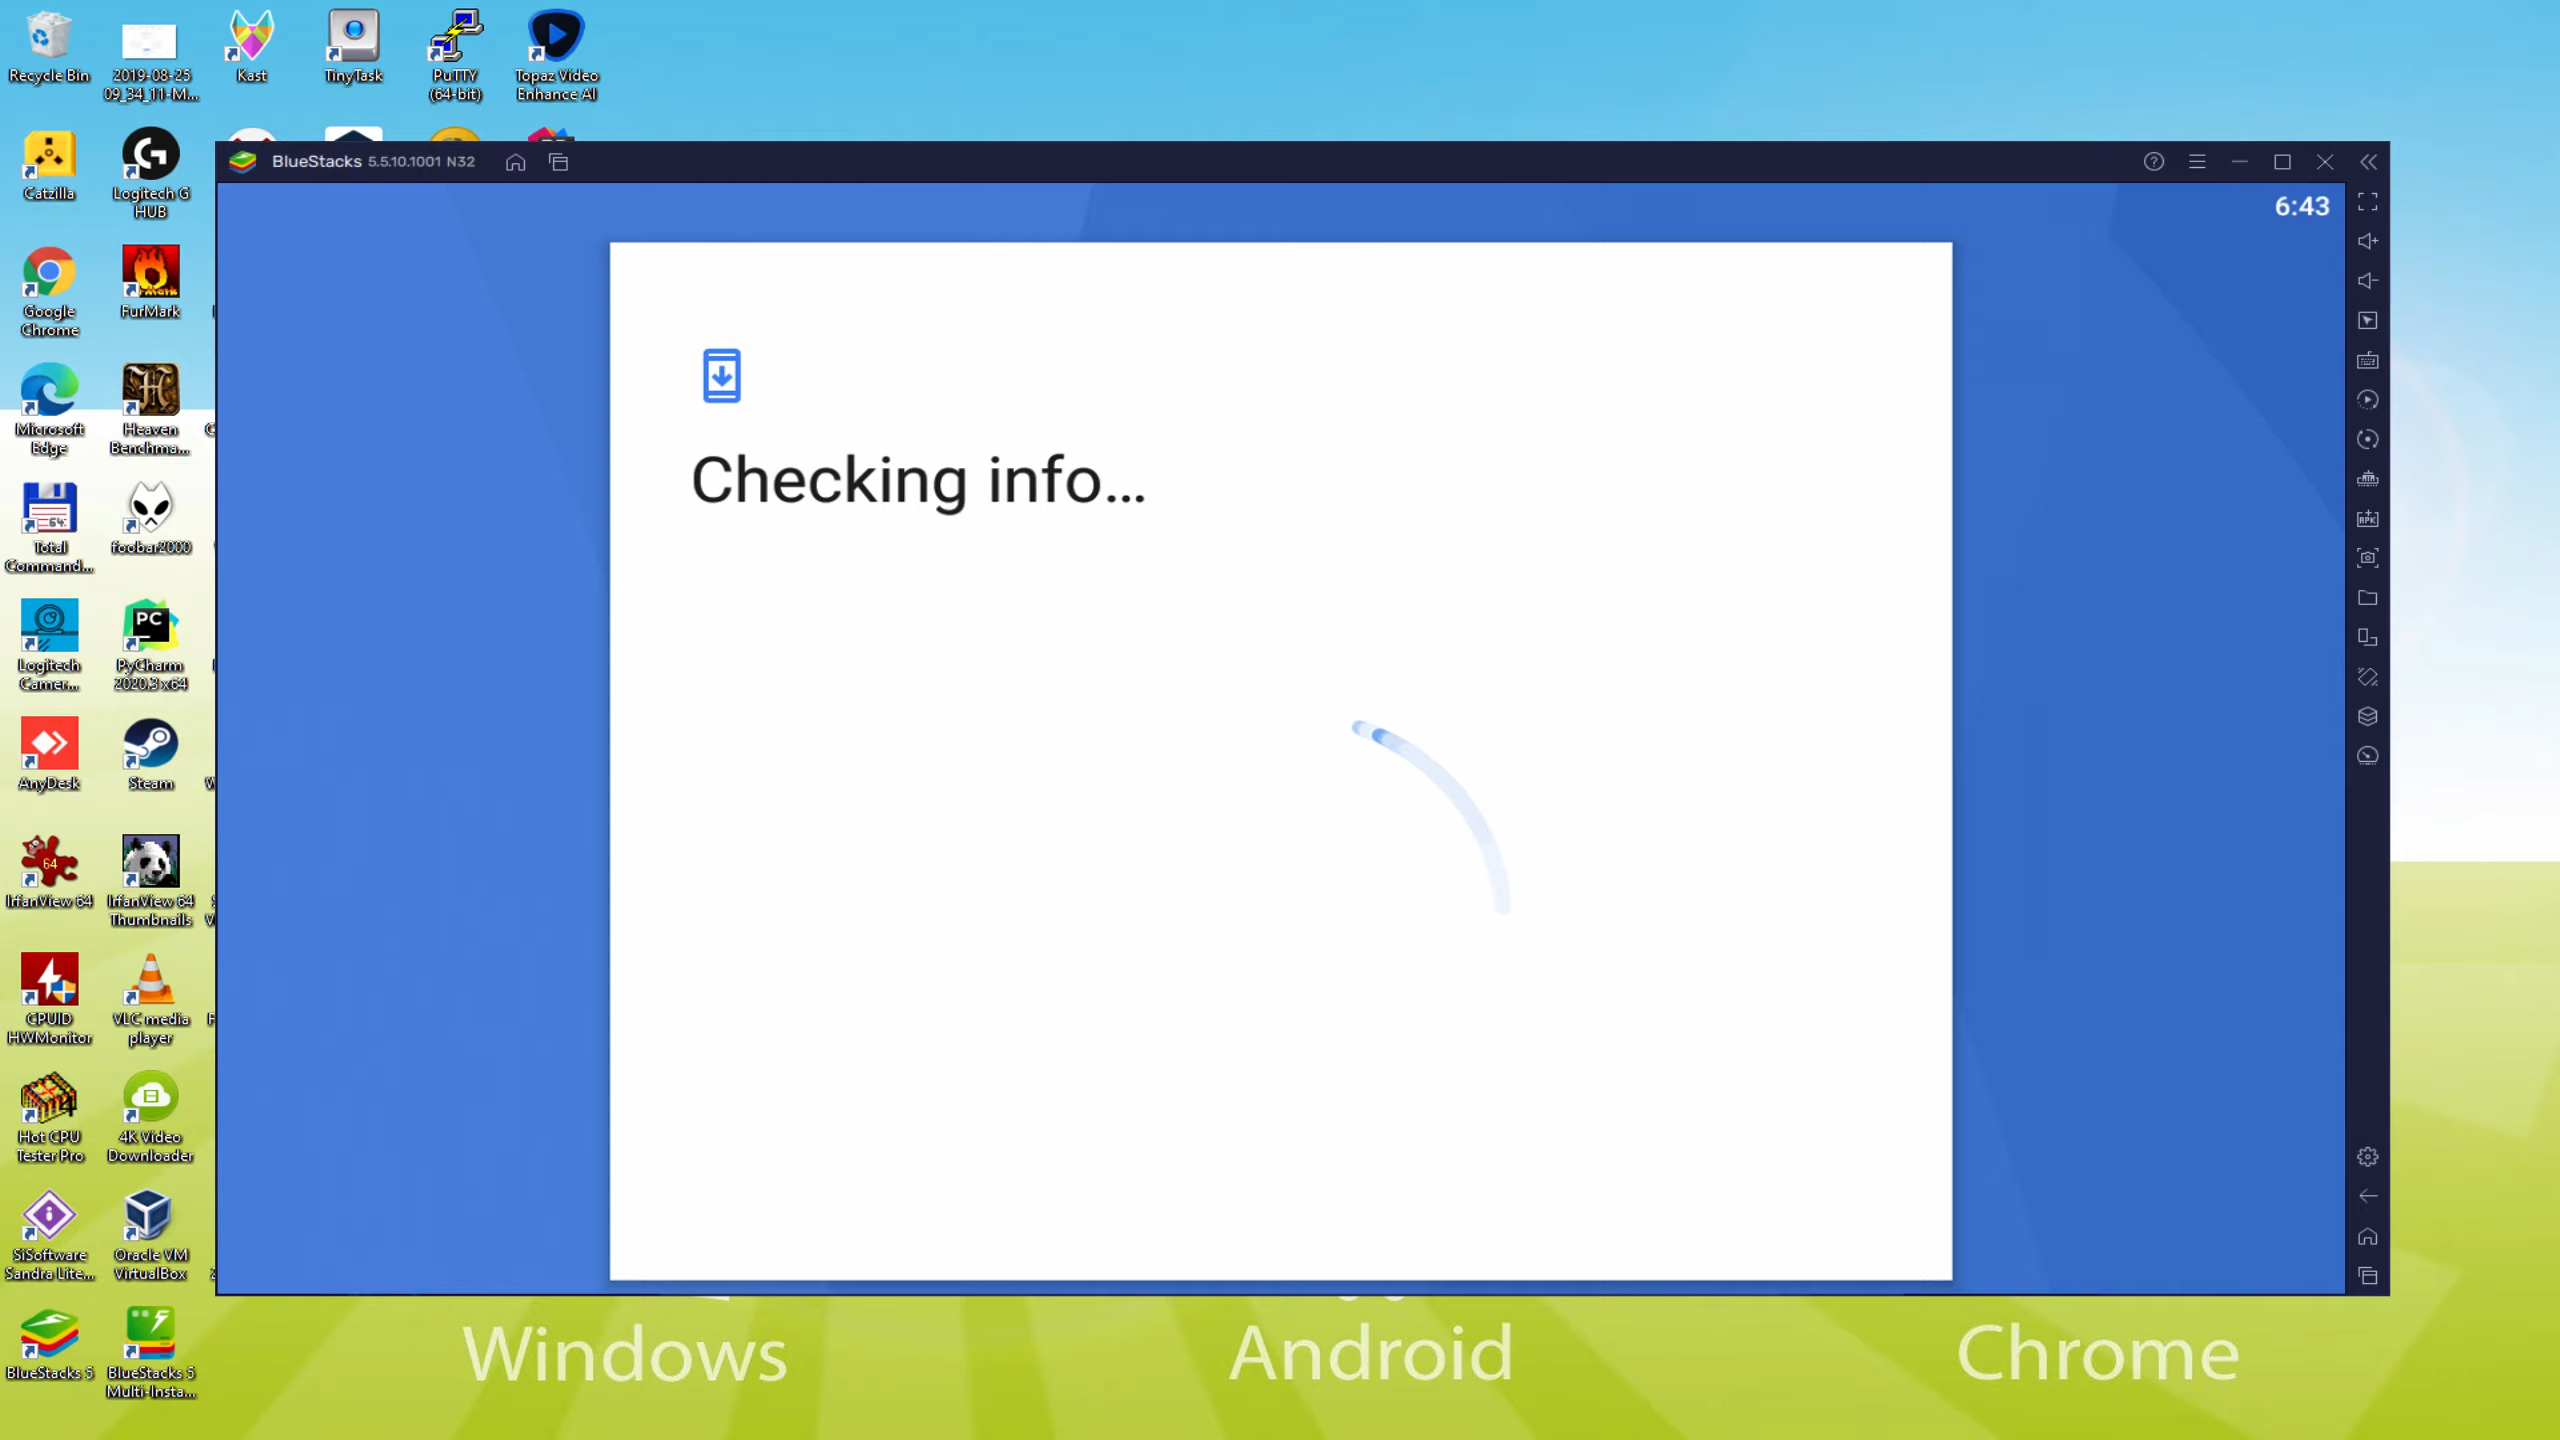 Recycle Bin
2019-08-25
09_34_11-M...
Kast
TinyTask
PuTTY
(64-bit)
Topaz Video
Enhance AI
Catzilla
Logitech G
HUB
BlueStacks 5.5.10.1001 N32
6:43
Google
Chrome
FurMark
Checking info...
Microsoft
Edge
Heaven
Benchma...
Total
Command...
foobar2000
Logitech
Camer...
PyCharm
2020.3 x64
AnyDesk
Steam
IrfanView 64
IrfanView 64
Thumbnails
CPUID
HWMonitor
VLC media
player
Hot CPU
Tester Pro
4K Video
Downloader
SiSoftware
Sandra Lite...
Oracle VM
VirtualBox
BlueStacks 5
BlueStacks 5
Multi-Insta...
Windows
Android
Chrome